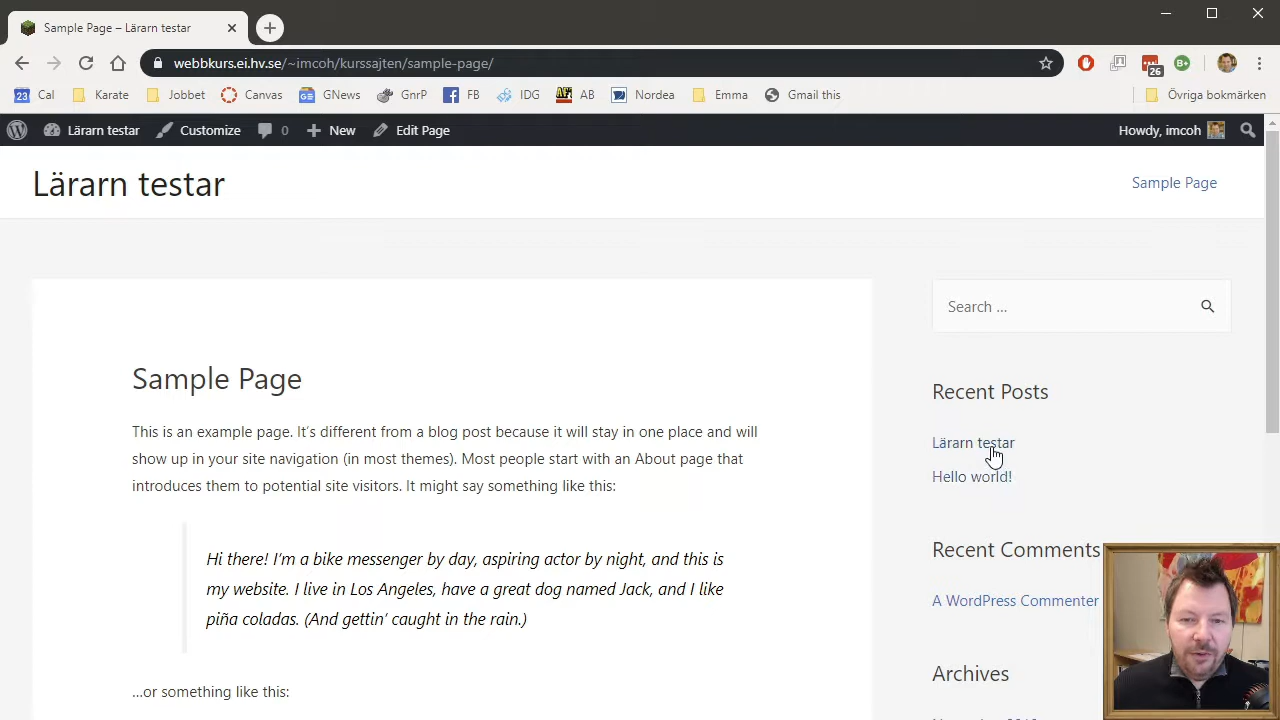 Sample Page – Lärarn testar
webbkurs.ei.hv.se/~imcoh/kurssajten/sample-page/
26
23 Cal Karate Jobbet Canvas GNews GnrP FB IDG AB Nordea Emma Gmail this Övriga bokmärken
Lärarn testar Customize 0 New Edit Page Howdy, imcoh
Lärarn testar
Sample Page
Sample Page
This is an example page. It’s different from a blog post because it will stay in one place and will
show up in your site navigation (in most themes). Most people start with an About page that
introduces them to potential site visitors. It might say something like this:
Hi there! I’m a bike messenger by day, aspiring actor by night, and this is
my website. I live in Los Angeles, have a great dog named Jack, and I like
piña coladas. (And gettin’ caught in the rain.)
…or something like this:
Search …
Recent Posts
Lärarn testar
Hello world!
Recent Comments
A WordPress Commenter
Archives